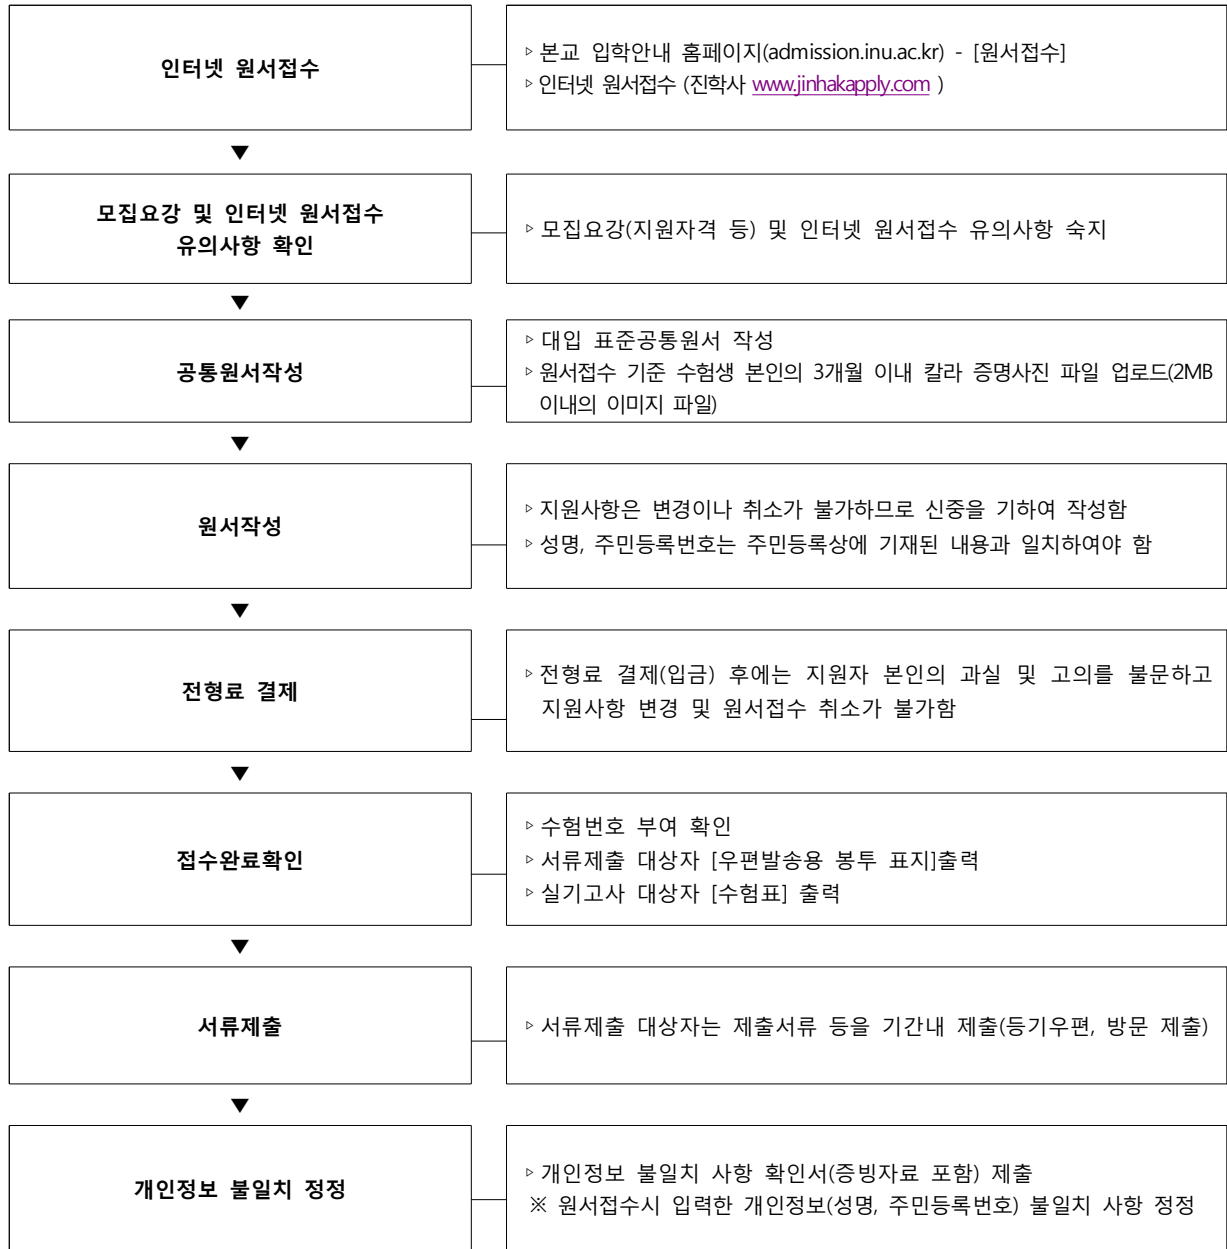 인터넷 원서접수
▹본교 입학안내 홈페이지(admission.inu.ac.kr) - [원서접수]
▹인터넷 원서접수 (진학사 www.jinhakapply.com )
▼
모집요강 및 인터넷 원서접수
유의사항 확인
▹모집요강(지원자격 등) 및 인터넷 원서접수 유의사항 숙지
▼
공통원서작성
▹대입 표준공통원서 작성
▹원서접수 기준 수험생 본인의 3개월 이내 칼라 증명사진 파일 업로드(2MB
이내의 이미지 파일)
▼
원서작성
▹지원사항은 변경이나 취소가 불가하므로 신중을 기하여 작성함
▹성명, 주민등록번호는 주민등록상에 기재된 내용과 일치하여야 함
▼
전형료 결제
▹전형료 결제(입금) 후에는 지원자 본인의 과실 및 고의를 불문하고
지원사항 변경 및 원서접수 취소가 불가함
▼
접수완료확인
▹수험번호 부여 확인
▹서류제출 대상자 [우편발송용 봉투 표지]출력
▹실기고사 대상자 [수험표] 출력
▼
서류제출
▹서류제출 대상자는 제출서류 등을 기간내 제출(등기우편, 방문 제출)
▼
개인정보 불일치 정정
▹개인정보 불일치 사항 확인서(증빙자료 포함) 제출
※ 원서접수시 입력한 개인정보(성명, 주민등록번호) 불일치 사항 정정